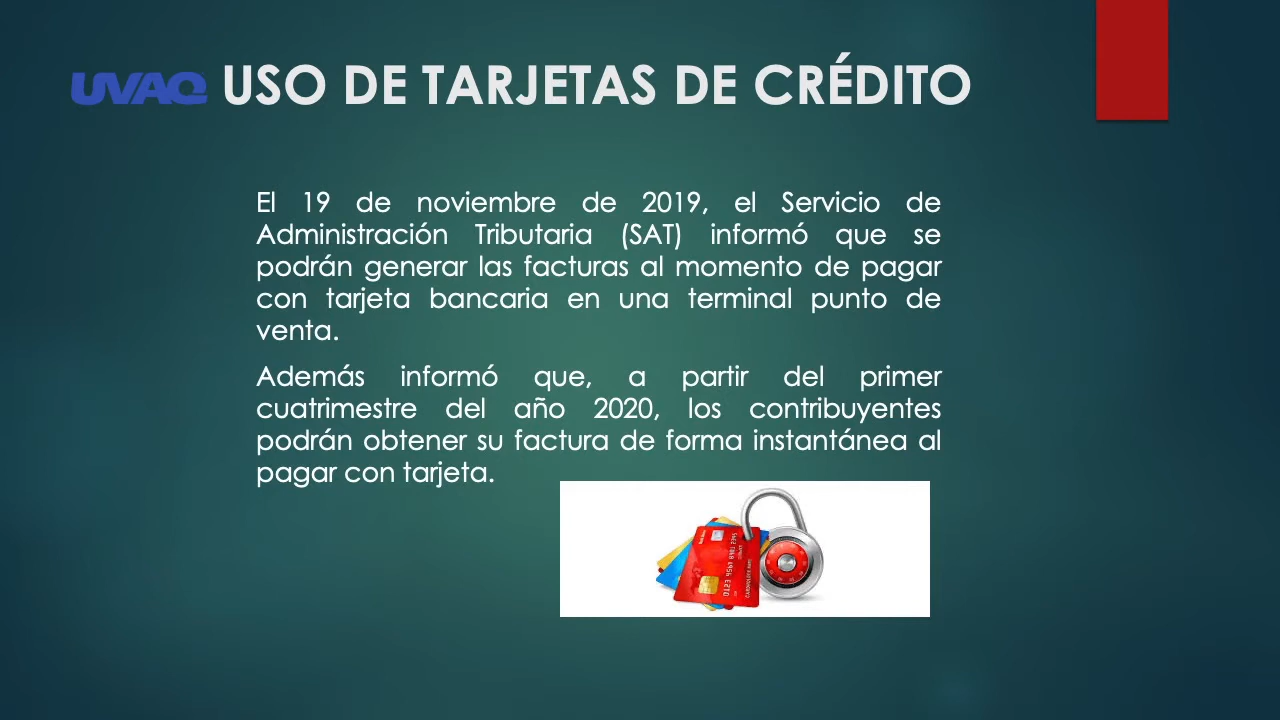 UVAQ USO DE TARJETAS DE CRÉDITO
El 19 de noviembre de 2019, el Servicio de
Administración Tributaria (SAT) informó que se
podrán generar las facturas al momento de pagar
con tarjeta bancaria en una terminal punto de
venta.
Además informó que, a partir del primer
cuatrimestre del año 2020, los contribuyentes
podrán obtener su factura de forma instantánea al
pagar con tarjeta.